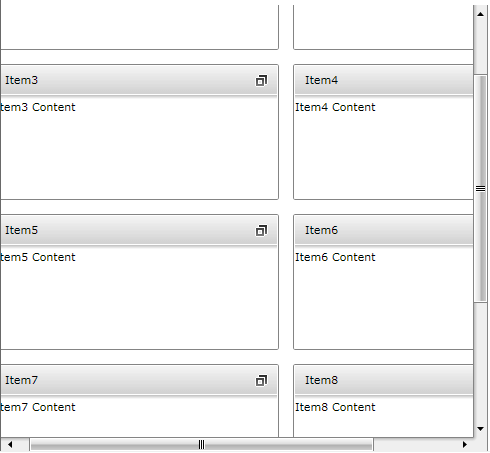 Item3 Item4
tem3 Content Item4 Content
Item5 Item6
tem5 Content Item6 Content
Item7 Item8
tem7 Content Item8 Content